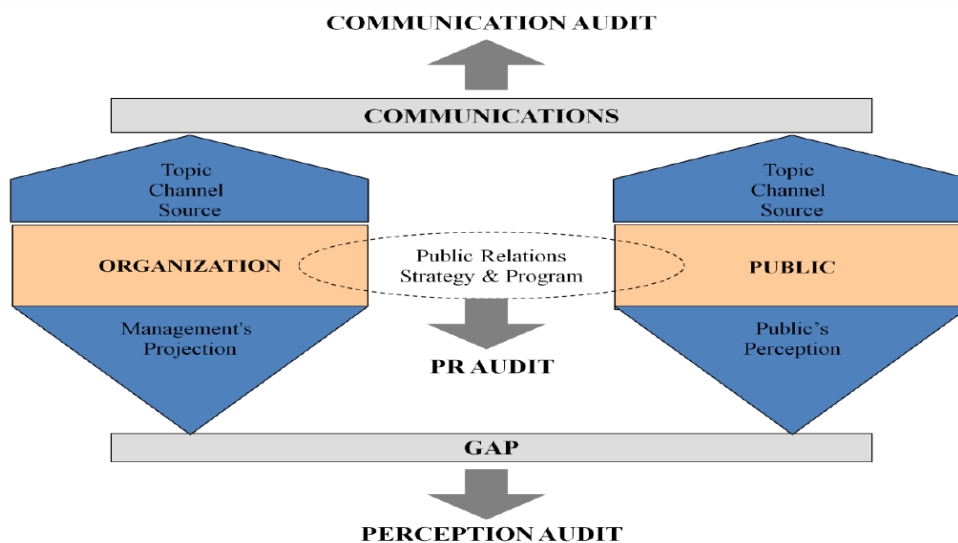 COMMUNICATION AUDIT
COMMUNICATIONS
Topic
Channel
Source
Topic
Channel
Source
ORGANIZATION
Public Relations
Strategy & Program
PUBLIC
Management's
Projection
Public's
Perception
PR AUDIT
GAP
PERCEPTION AUDIT